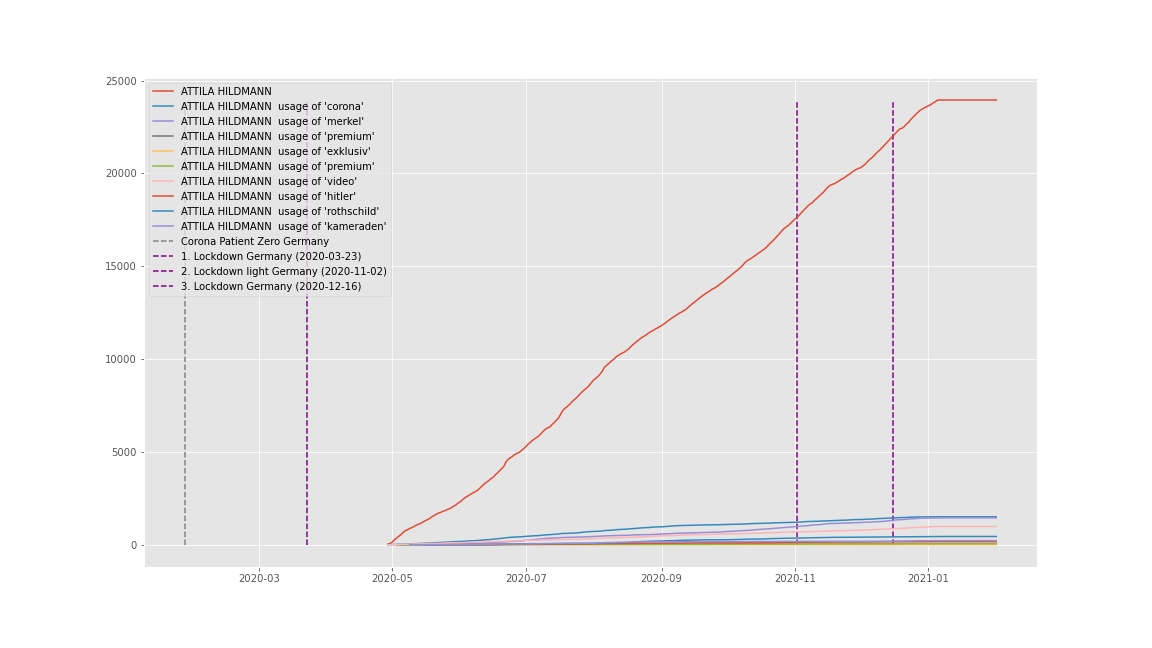 25000
20000
15000
10000
5000
0
ATTILA HILDMANN
ATTILA HILDMANN usage of 'corona'
ATTILA HILDMANN usage of 'merkel'
ATTILA HILDMANN usage of 'premium'
ATTILA HILDMANN usage of 'exklusiv'
ATTILA HILDMANN usage of 'premium'
ATTILA HILDMANN usage of 'video'
ATTILA HILDMANN usage of 'hitler'
ATTILA HILDMANN usage of 'rothschild'
ATTILA HILDMANN usage of 'kameraden'
Corona Patient Zero Germany
1. Lockdown Germany (2020-03-23)
2. Lockdown light Germany (2020-11-02)
3. Lockdown Germany (2020-12-16)
2020-03 2020-05 2020-07 2020-09 2020-11 2021-01